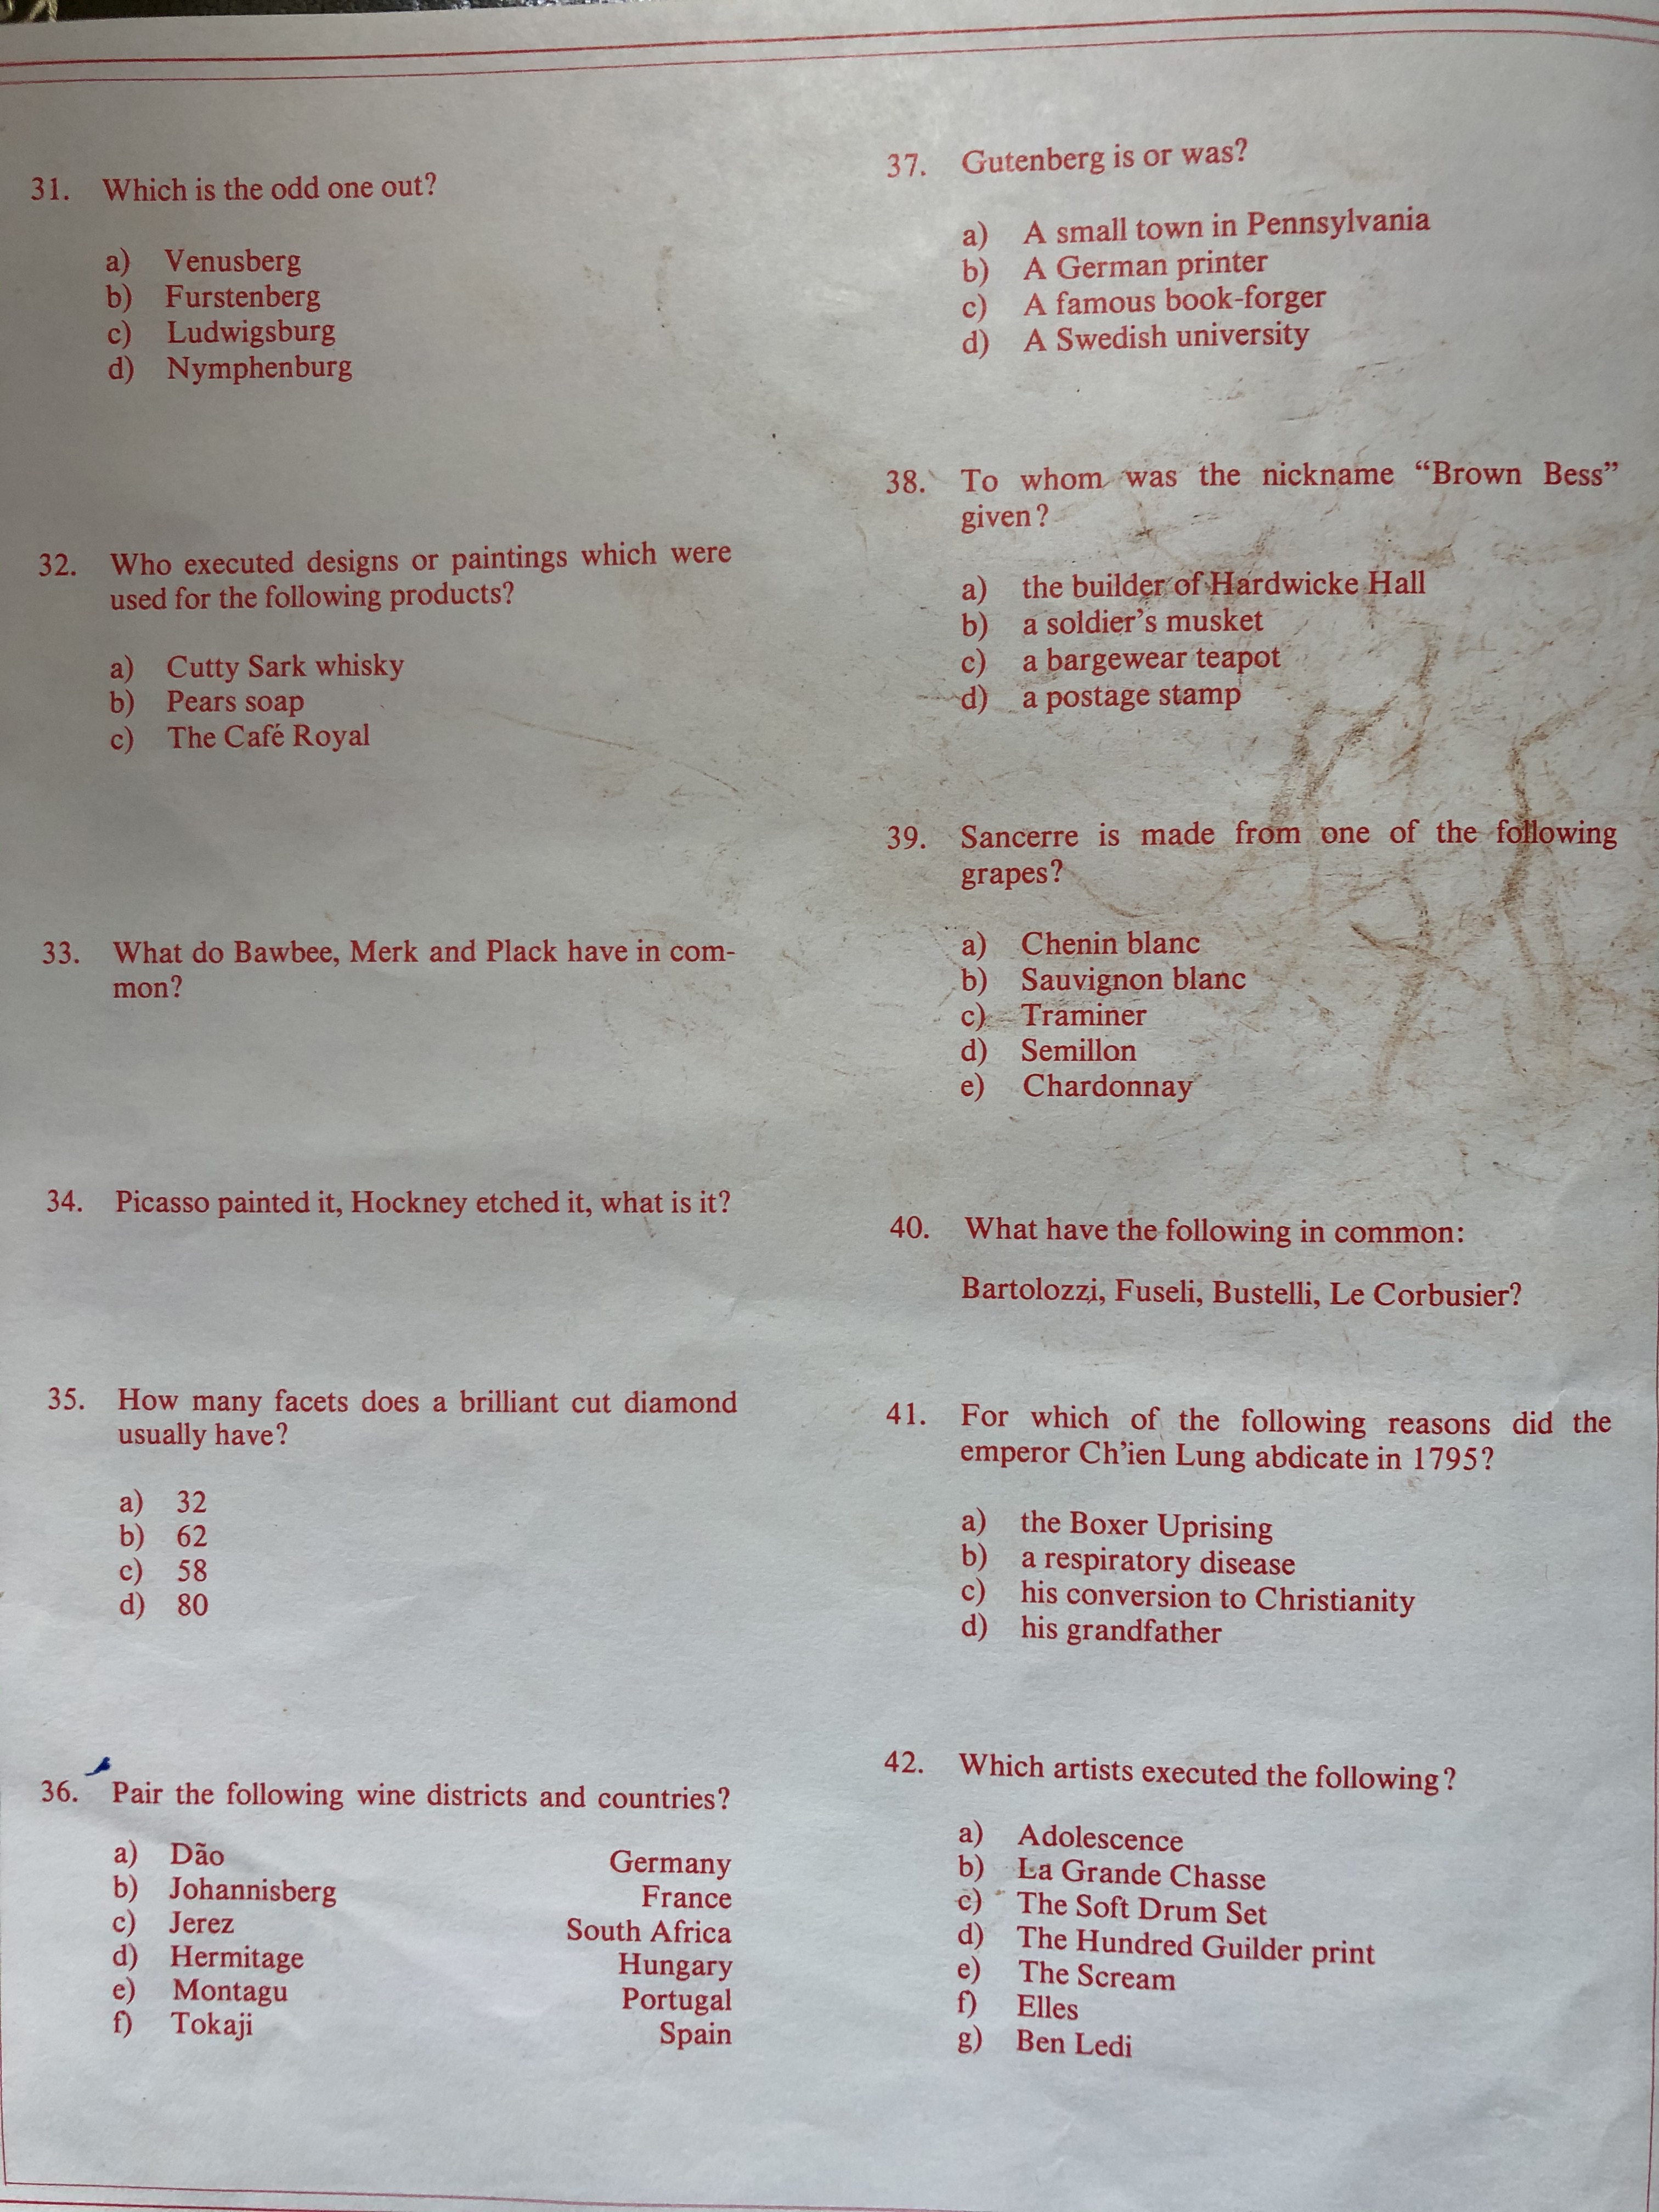 31. Which is the odd one out?
a) Venusberg
b) Furstenberg
c) Ludwigsburg
d) Nymphenburg
32. Who executed designs or paintings which were
used for the following products?
a) Cutty Sark whisky
b) Pears soap
c) The Café Royal
33. What do Bawbee, Merk and Plack have in com-
mon?
34. Picasso painted it, Hockney etched it, what is it?
35. How many facets does a brilliant cut diamond
usually have?
a) 32
b) 62
c) 58
d) 80
36. Pair the following wine districts and countries?
a) Dão Germany
b) Johannisberg France
c) Jerez South Africa
d) Hermitage Hungary
e) Montagu Portugal
f) Tokaji Spain
37. Gutenberg is or was?
a) A small town in Pennsylvania
b) A German printer
c) A famous book-forger
d) A Swedish university
38. To whom was the nickname “Brown Bess”
given?
a) the builder of Hardwicke Hall
b) a soldier’s musket
c) a bargewear teapot
d) a postage stamp
39. Sancerre is made from one of the following
grapes?
a) Chenin blanc
b) Sauvignon blanc
c) Traminer
d) Semillon
e) Chardonnay
40. What have the following in common:
Bartolozzi, Fuseli, Bustelli, Le Corbusier?
41. For which of the following reasons did the
emperor Ch’ien Lung abdicate in 1795?
a) the Boxer Uprising
b) a respiratory disease
c) his conversion to Christianity
d) his grandfather
42. Which artists executed the following?
a) Adolescence
b) La Grande Chasse
c) The Soft Drum Set
d) The Hundred Guilder print
e) The Scream
f) Elles
g) Ben Ledi